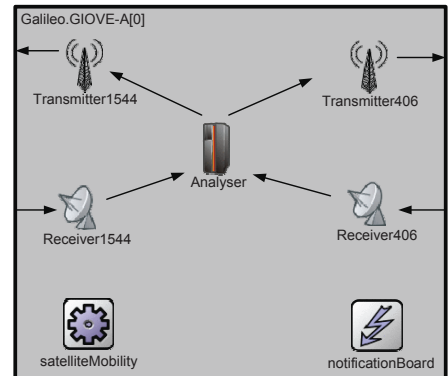 Galileo.GIOVE-A[0]
Transmitter1544
Transmitter406
Analyser
Receiver1544
Receiver406
satelliteMobility
notificationBoard